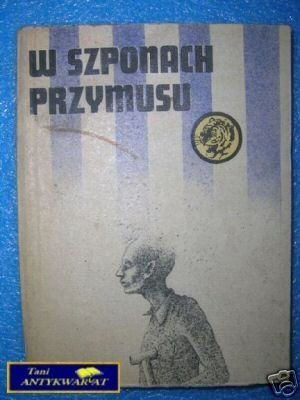 W SZPONACH
PRZYMUSU
Tani
ANTYKWARIAT